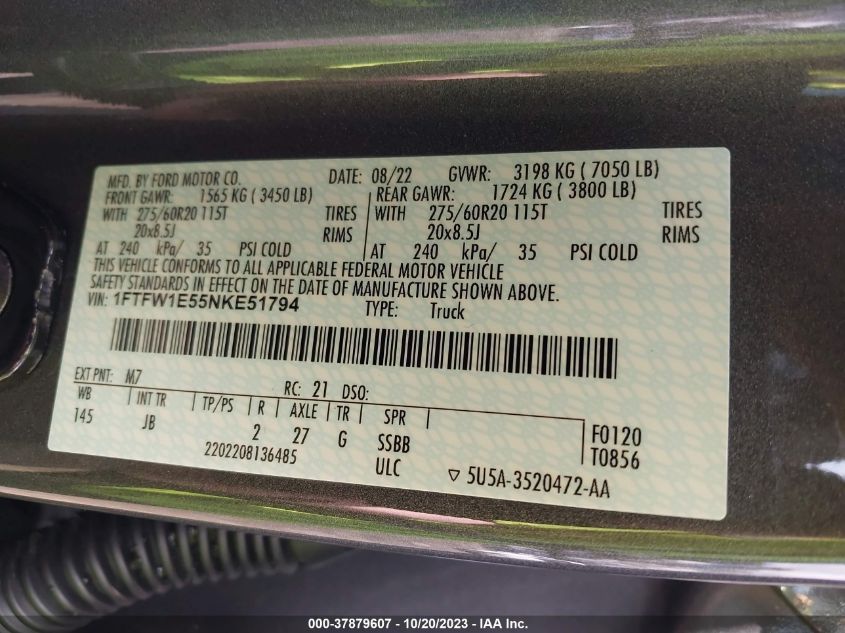 MFD. BY FORD MOTOR CO. DATE: 08/22 GVWR: 3198 KG ( 7050 LB)
FRONT GAWR: 1565 KG ( 3450 LB) REAR GAWR: 1724 KG ( 3800 LB)
WITH 275/60R20 115T TIRES WITH 275/60R20 115T TIRES
20x8.5J RIMS 20x8.5J RIMS
AT 240 kPa/ 35 PSI COLD AT 240 kPa/ 35 PSI COLD
THIS VEHICLE CONFORMS TO ALL APPLICABLE FEDERAL MOTOR VEHICLE
SAFETY STANDARDS IN EFFECT ON THE DATE OF MANUFACTURE SHOWN ABOVE.
VIN: 1FTFW1E55NKE51794 TYPE: Truck
EXT PNT: M7 RC: 21 DSO:
WB INT TR TP/PS R AXLE TR SPR
145 JB 2 27 G SSBB F0120
2202208136485 ULC T0856
▽ 5U5A-3520472-AA
000-37879607 - 10/20/2023 - IAA Inc.